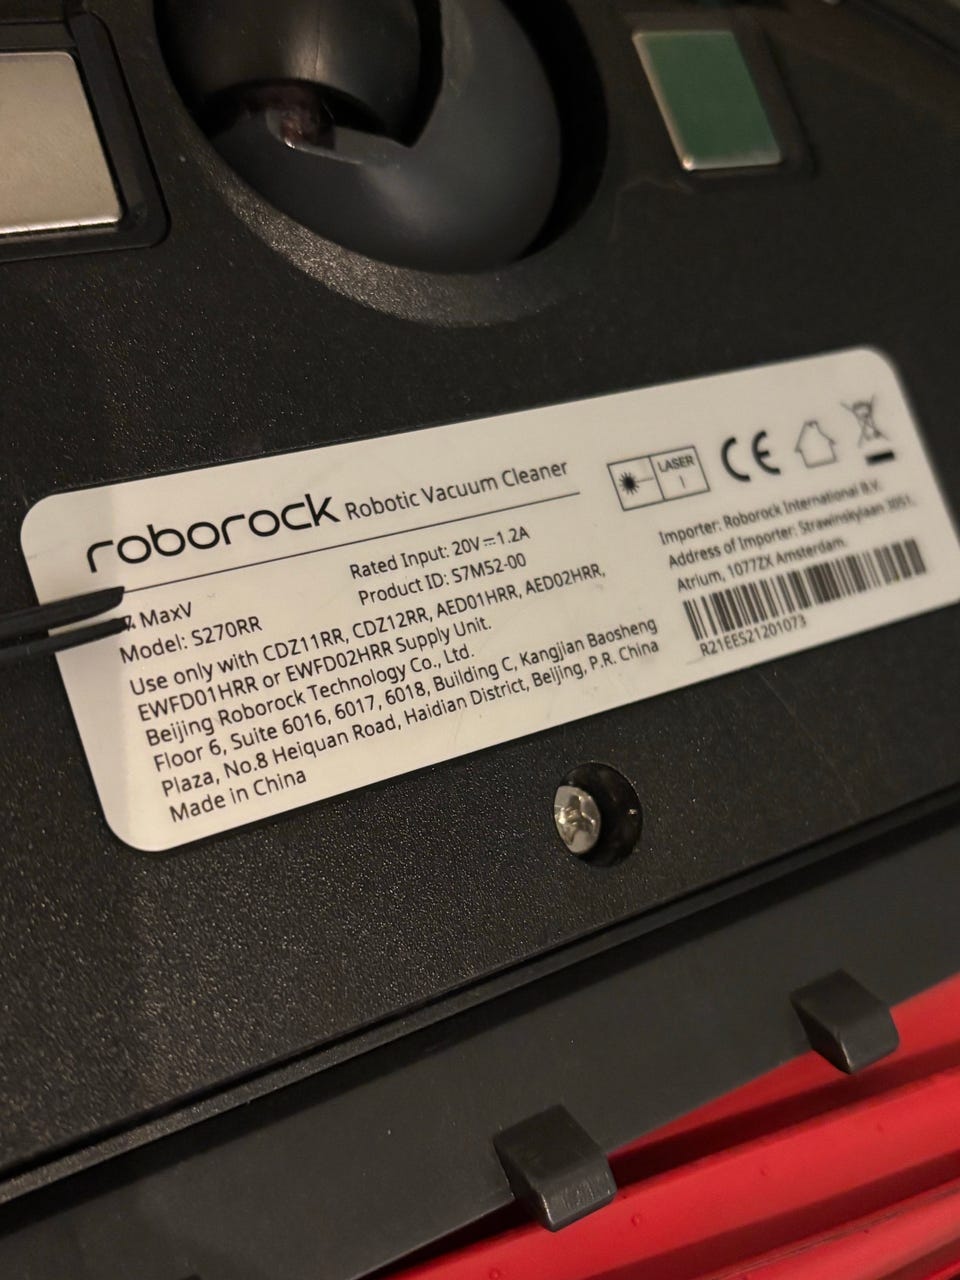 roborock Robotic Vacuum Cleaner
MaxV
Model: S270RR
Rated Input: 20V⎓1.2A
Product ID: S7M52-00
Use only with CDZ11RR, CDZ12RR, AED01HRR, AED02HRR,
EWFD01HRR or EWFD02HRR Supply Unit.
Beijing Roborock Technology Co., Ltd.
Floor 6, Suite 6016, 6017, 6018, Building C, Kangjian Baosheng
Plaza, No.8 Heiquan Road, Haidian District, Beijing, P.R. China
Made in China
LASER
1
CE
Importer: Roborock International B.V.
Address of Importer: Strawinskylaan 3051,
Atrium, 1077ZX Amsterdam.
R21EES21201073